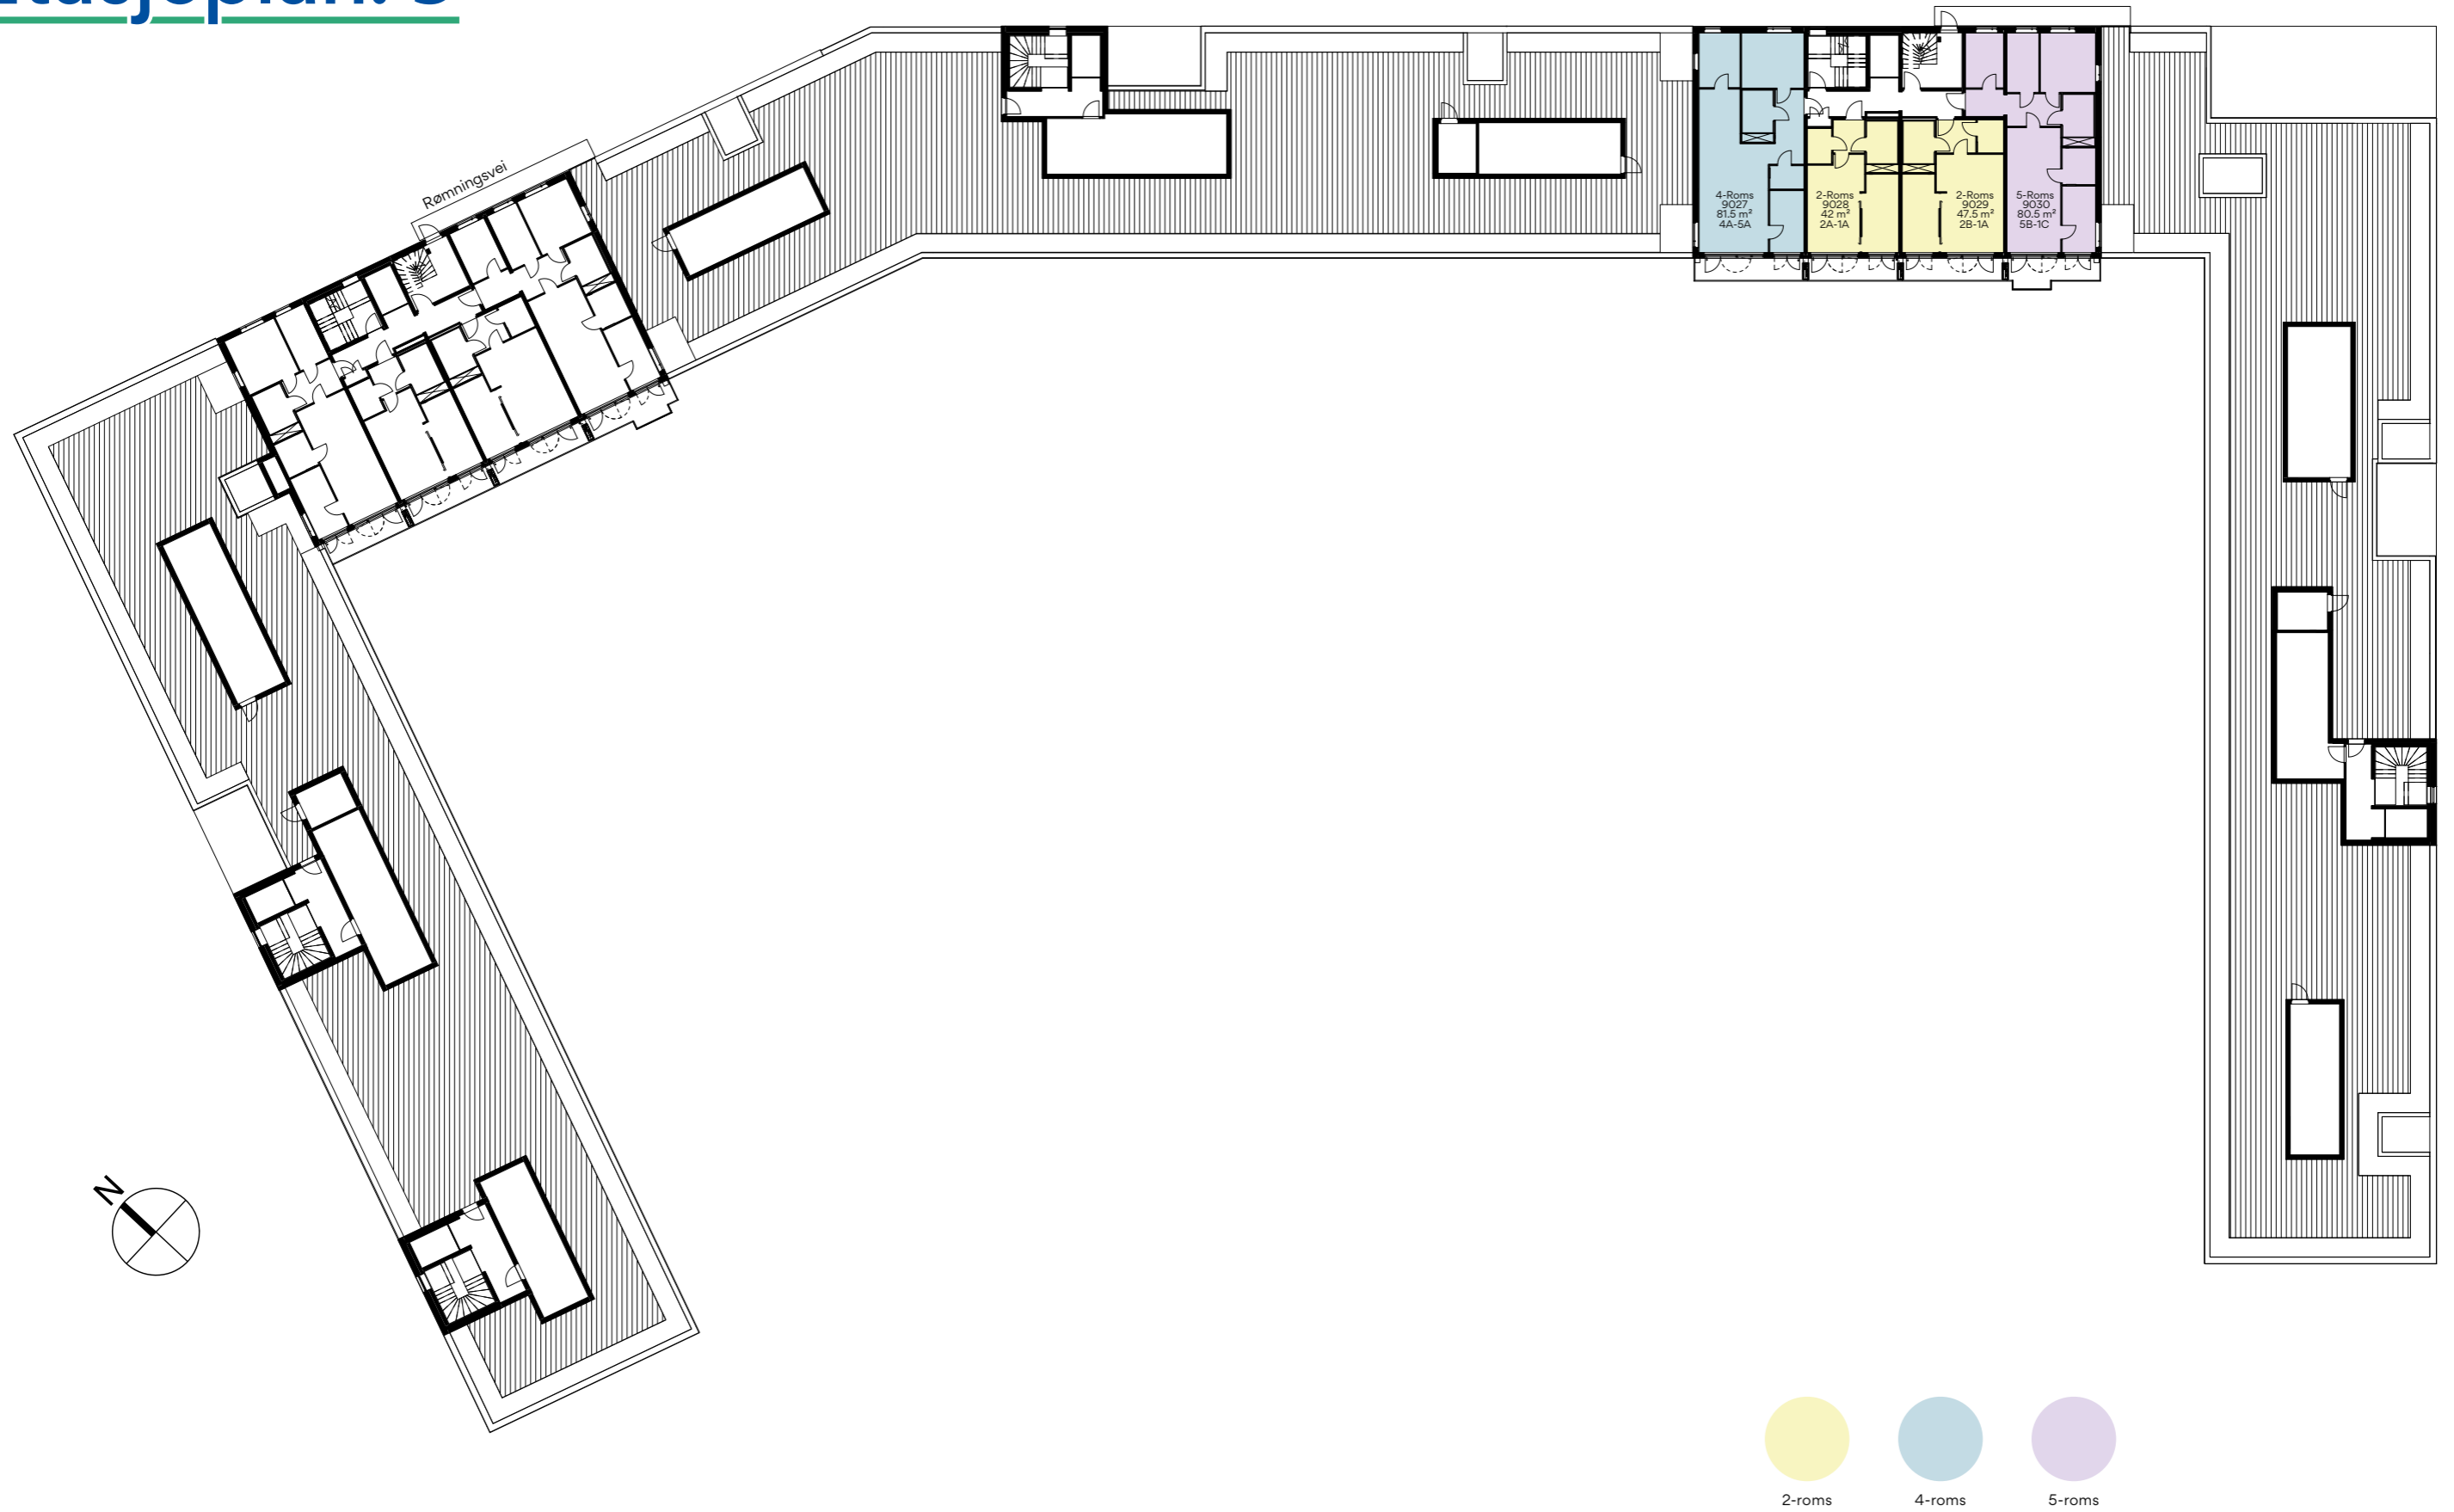 Rømningsvei
4-Roms
9027
81.5 m²
4A-5A
2-Roms
9028
42 m²
2A-1A
2-Roms
9029
47.5 m²
2B-1A
5-Roms
9030
80.5 m²
5B-1C
N
2-roms
4-roms
5-roms